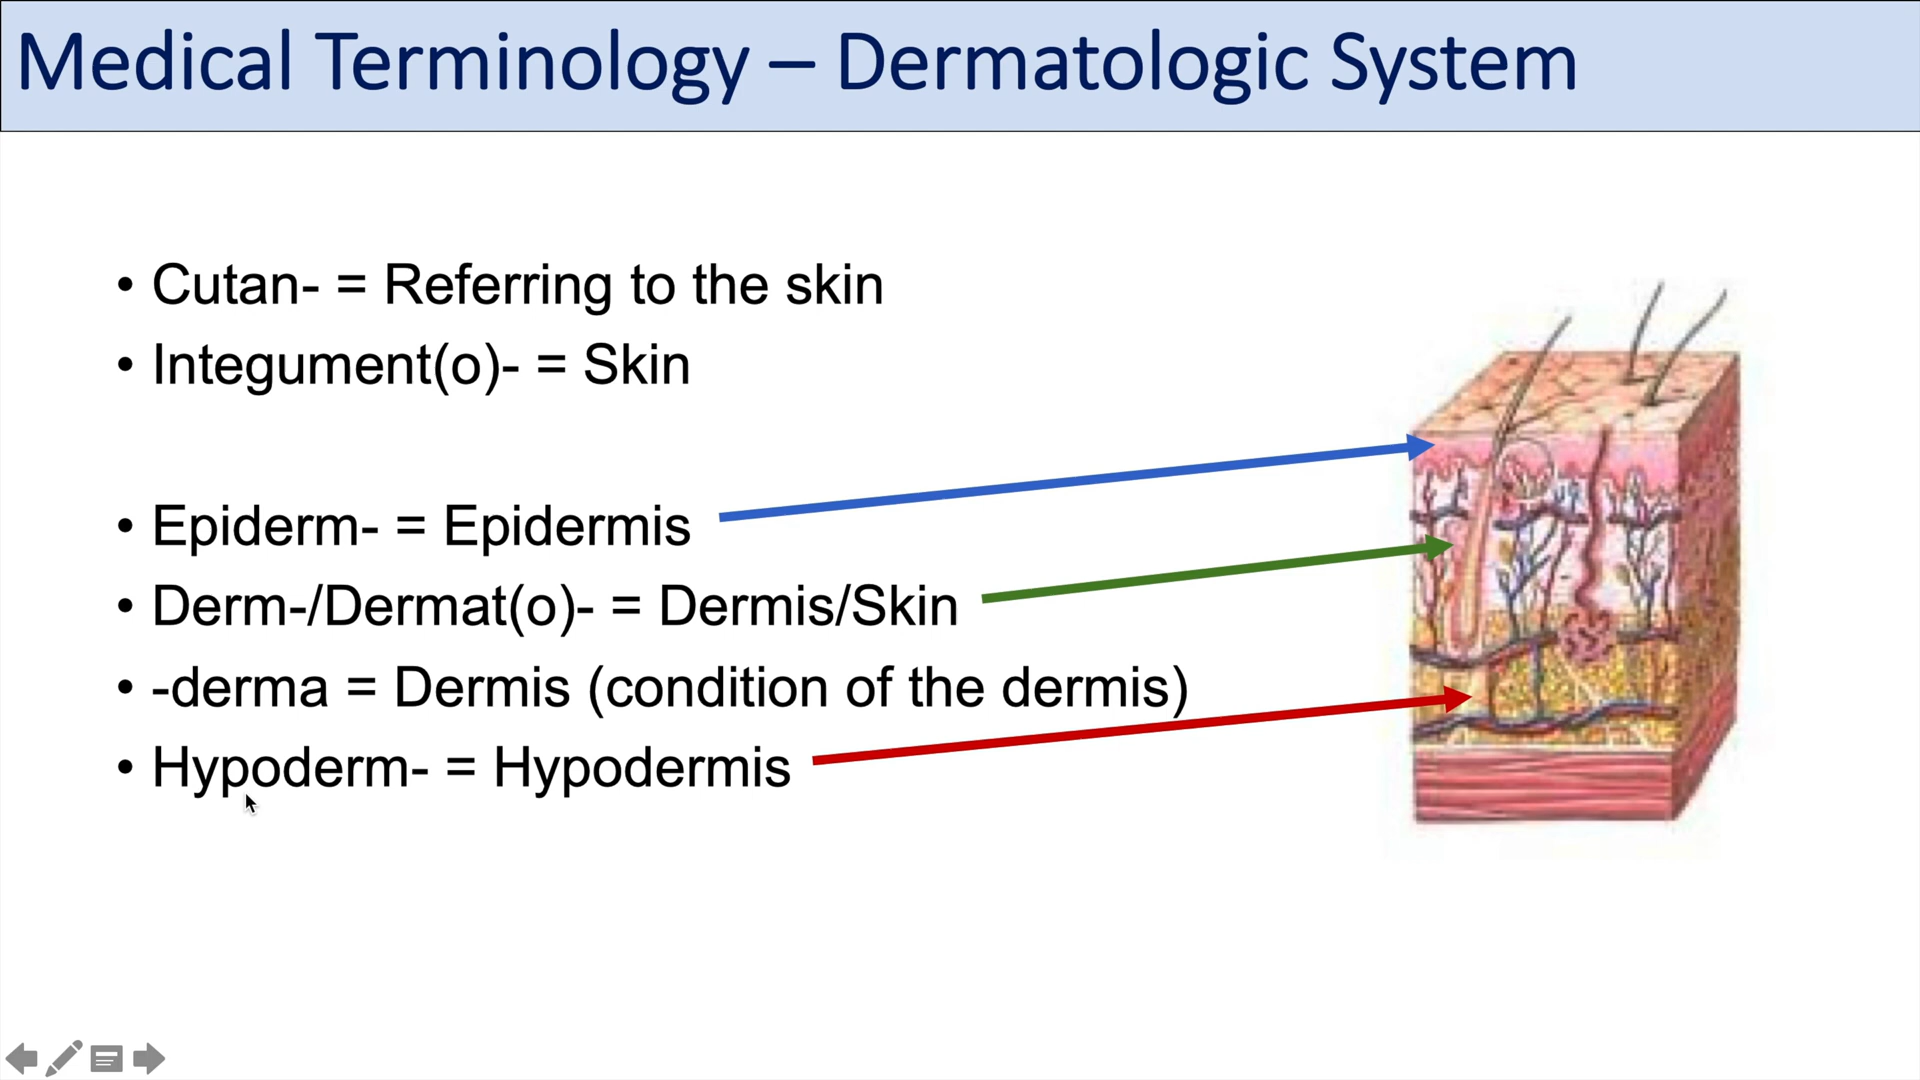 Medical Terminology – Dermatologic System
• Cutan- = Referring to the skin
• Integument(o)- = Skin
• Epiderm- = Epidermis
• Derm-/Dermat(o)- = Dermis/Skin
• -derma = Dermis (condition of the dermis)
• Hypoderm- = Hypodermis